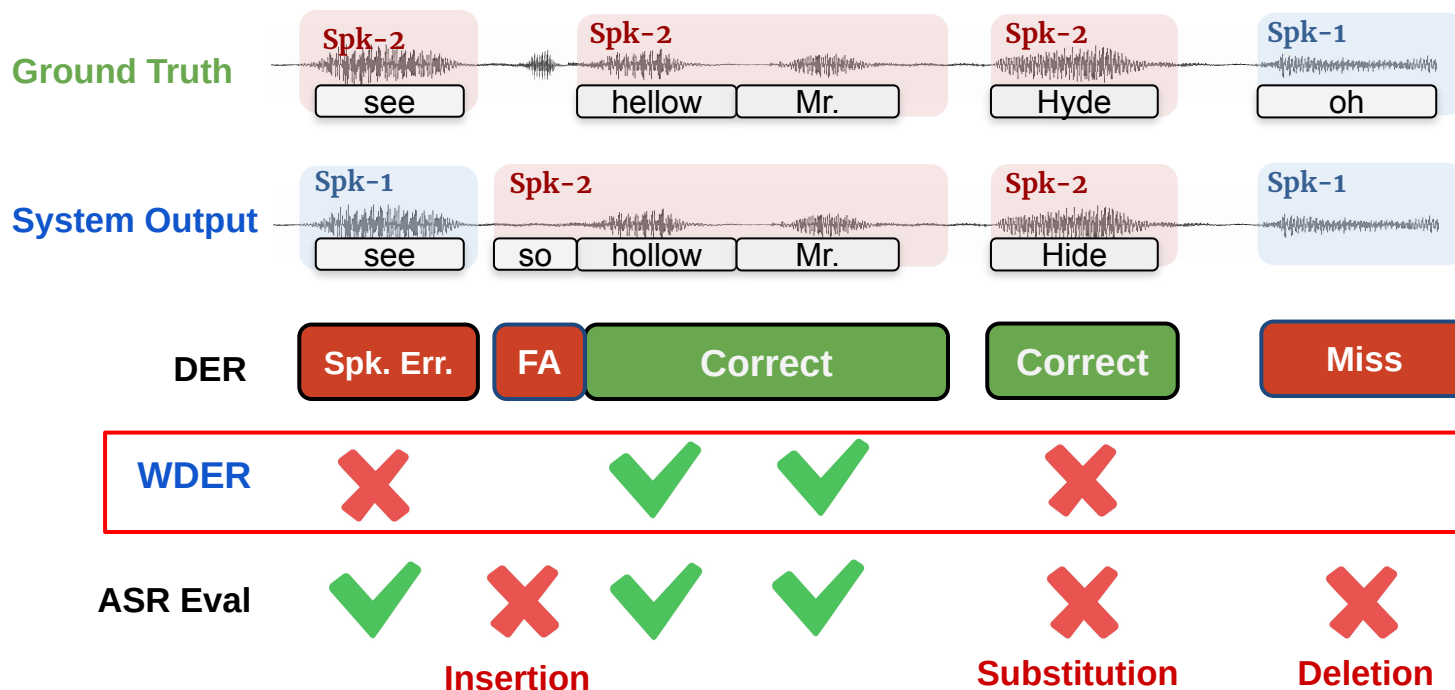 Spk-2 Spk-2 Spk-2 Spk-1
Ground Truth
see hellow Mr. Hyde oh
Spk-1 Spk-2 Spk-2 Spk-1
System Output
see so hollow Mr. Hide
DER Spk. Err. FA Correct Correct Miss
WDER
ASR Eval
Insertion Substitution Deletion